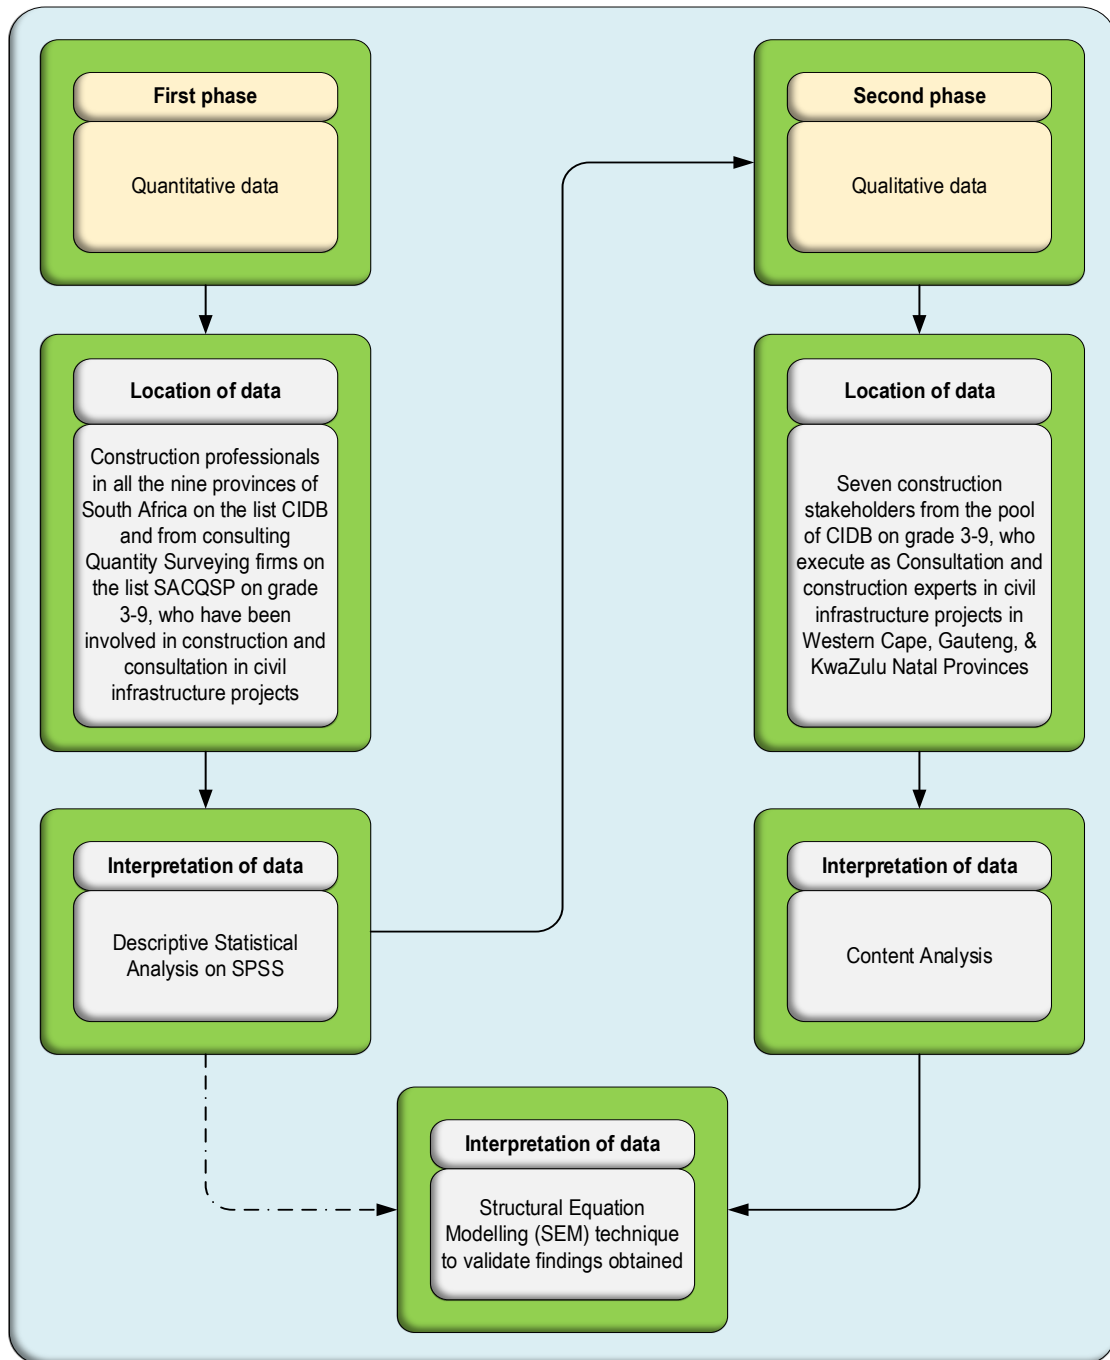 First phase
Quantitative data
Location of data
Construction professionals
in all the nine provinces of
South Africa on the list CIDB
and from consulting
Quantity Surveying firms on
the list SACQSP on grade
3-9, who have been
involved in construction and
consultation in civil
infrastructure projects
Interpretation of data
Descriptive Statistical
Analysis on SPSS
Second phase
Qualitative data
Location of data
Seven construction
stakeholders from the pool
of CIDB on grade 3-9, who
execute as Consultation and
construction experts in civil
infrastructure projects in
Western Cape, Gauteng, &
KwaZulu Natal Provinces
Interpretation of data
Content Analysis
Interpretation of data
Structural Equation
Modelling (SEM) technique
to validate findings obtained